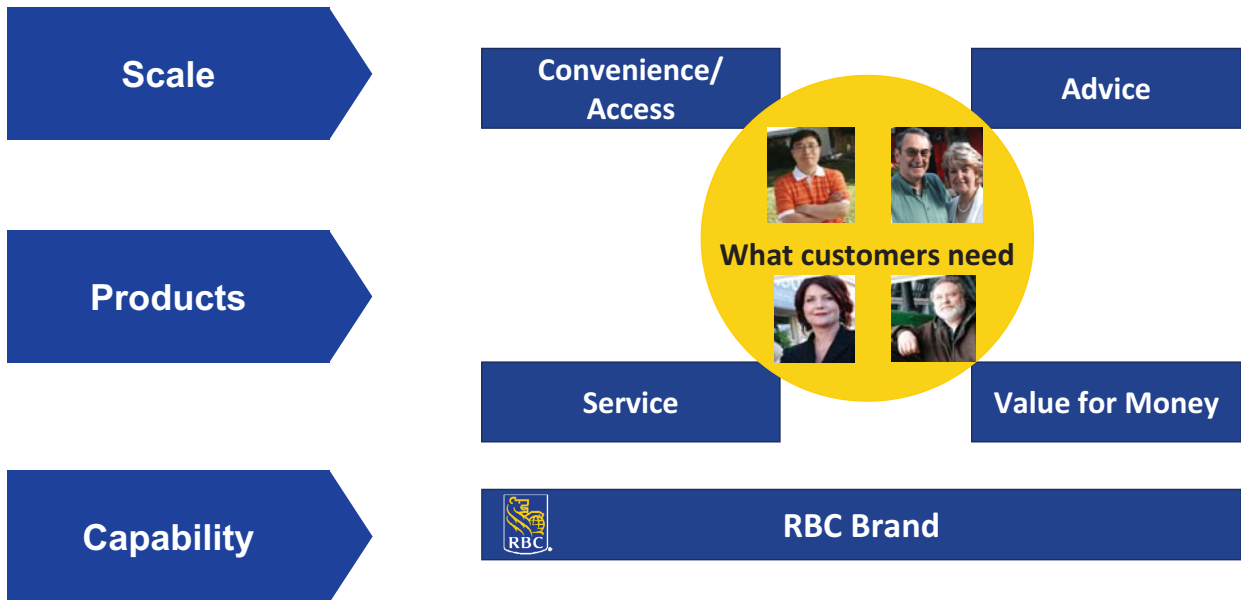 Scale
Products
Capability
Convenience/
Access
Advice
What customers need
Service
Value for Money
RBC
RBC Brand